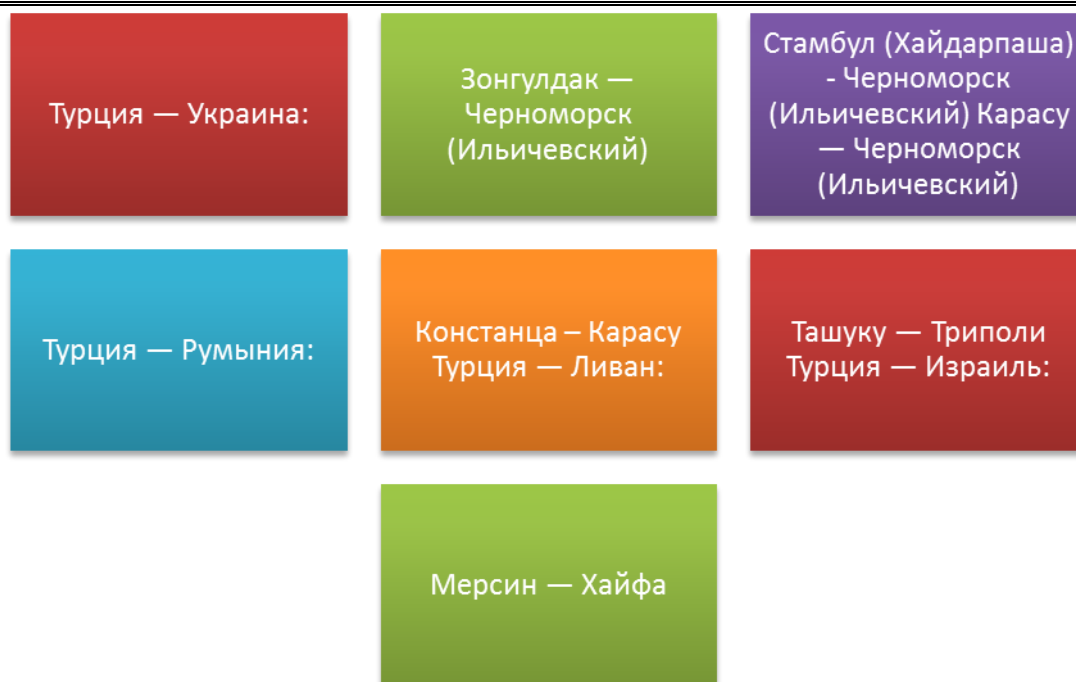 Турция — Украина:
Зонгулдак —
Черноморск
(Ильичевский)
Стамбул (Хайдарпаша)
- Черноморск
(Ильичевский) Карасу
— Черноморск
(Ильичевский)
Турция — Румыния:
Констанца – Карасу
Турция — Ливан:
Ташуку — Триполи
Турция — Израиль:
Мерсин — Хайфа